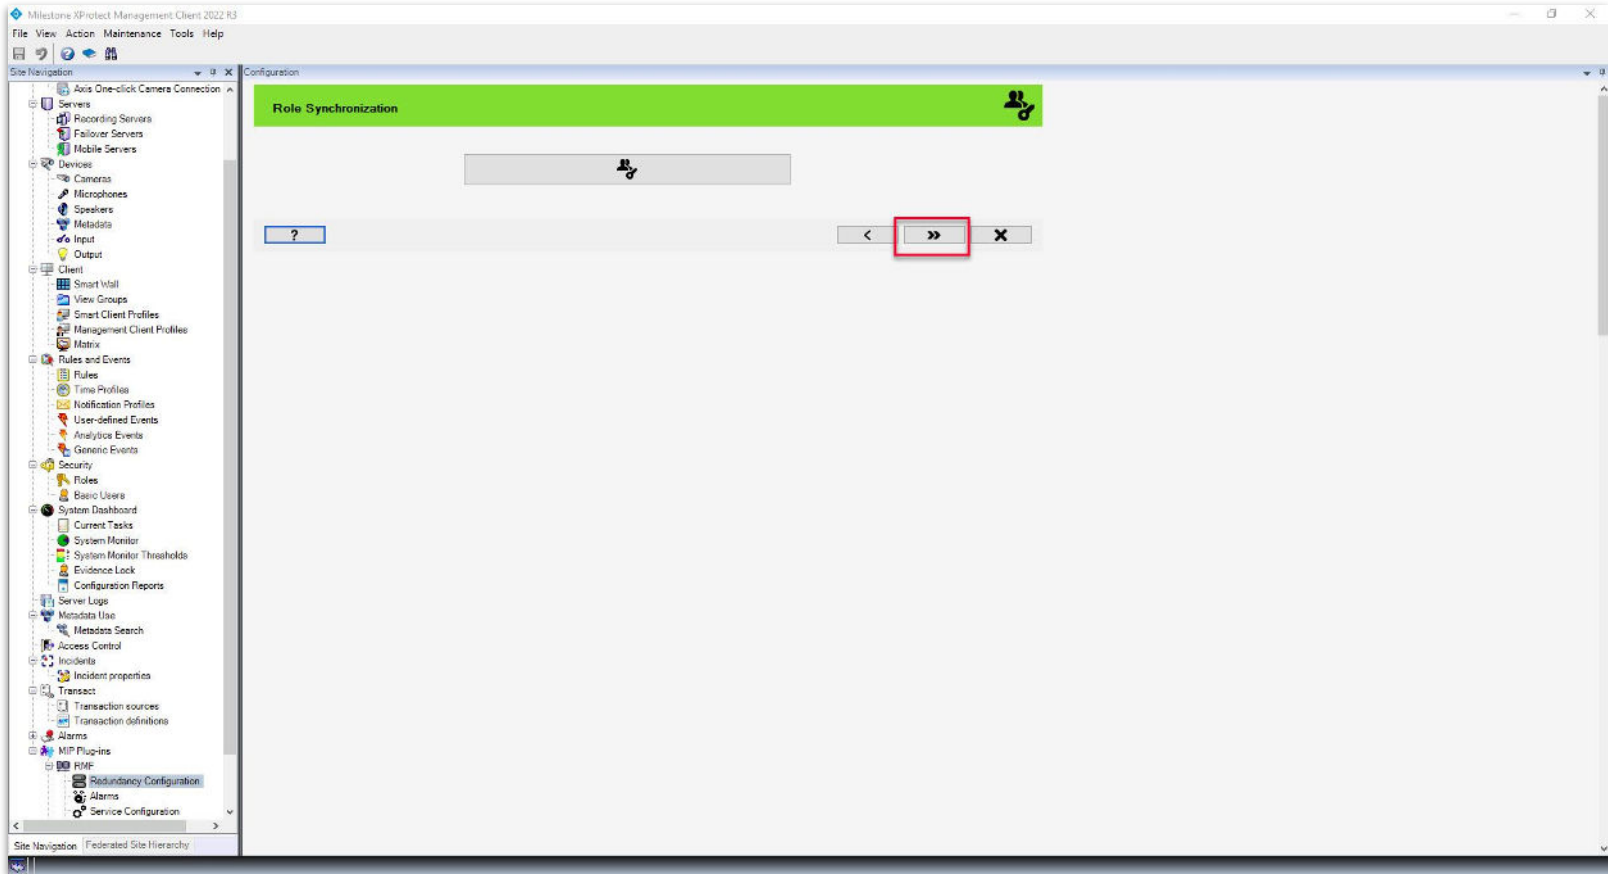 Milestone XProtect Management Client 2022 R3
File View Action Maintenance Tools Help
Site Navigation
Configuration
Axis One-click Camera Connection
Servers
Recording Servers
Failover Servers
Mobile Servers
Devices
Cameras
Microphones
Speakers
Metadata
Input
Output
Client
Smart Wall
View Groups
Smart Client Profiles
Management Client Profiles
Matrix
Rules and Events
Rules
Time Profiles
Notification Profiles
User-defined Events
Analytics Events
Generic Events
Security
Roles
Basic Users
System Dashboard
Current Tasks
System Monitor
System Monitor Thresholds
Evidence Lock
Configuration Reports
Server Logs
Metadata Use
Metadata Search
Access Control
Incidents
Incident properties
Transact
Transaction sources
Transaction definitions
Alarms
MIP Plug-ins
RMF
Redundancy Configuration
Alarms
Service Configuration
Site Navigation Federated Site Hierarchy
Role Synchronization
? < »